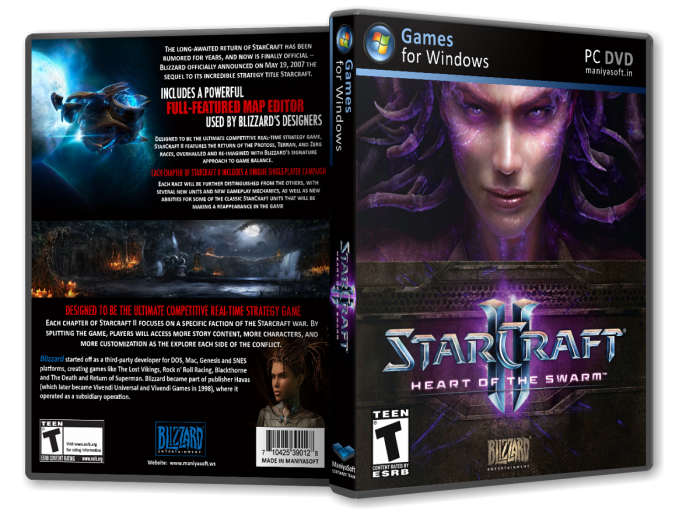 THE LONG-AWAITED RETURN OF STARCRAFT HAS BEEN
RUMORED FOR YEARS, AND NOW IS FINALLY OFFICIAL --
BLIZZARD OFFICIALLY ANNOUNCED ON MAY 19, 2007 THE
SEQUEL TO ITS INCREDIBLE STRATEGY TITLE STARCRAFT.
INCLUDES A POWERFUL
FULL-FEATURED MAP EDITOR
USED BY BLIZZARD'S DESIGNERS
DESIGNED TO BE THE ULTIMATE COMPETITIVE REAL-TIME STRATEGY GAME,
STARCRAFT II FEATURES THE RETURN OF THE PROTOSS, TERRAN, AND ZERG
RACES, OVERHAULED AND RE-IMAGINED WITH BLIZZARD'S SIGNATURE
APPROACH TO GAME BALANCE.
EACH CHAPTER OF STARCRAFT II INCLUDES A UNIQUE SINGLEPLAYER CAMPAIGN
EACH RACE WILL BE FURTHER DISTINGUISHED FROM THE OTHERS, WITH
SEVERAL NEW UNITS AND NEW GAMEPLAY MECHANICS, AS WELL AS NEW
ABILITIES FOR SOME OF THE CLASSIC STARCRAFT UNITS THAT WILL BE
MAKING A REAPPEARANCE IN THE GAME
DESIGNED TO BE THE ULTIMATE COMPETITIVE REAL-TIME STRATEGY GAME
EACH CHAPTER OF STARCRAFT II FOCUSES ON A SPECIFIC FACTION OF THE STARCRAFT WAR. BY
SPLITTING THE GAME, PLAYERS WILL ACCESS MORE STORY CONTENT, MORE CHARACTERS, AND
MORE CUSTOMIZATION AS THE EXPLORE EACH SIDE OF THE CONFLICT.
Blizzard started off as a third-party developer for DOS, Mac, Genesis and SNES
platforms, creating games like The Lost Vikings, Rock n' Roll Racing, Blackthorne
and The Death and Return of Superman. Blizzard became part of publisher Havas
(which later became Vivendi Universal and Vivendi Games in 1998), where it
operated as a subsidiary operation.
TEEN
T
Visit www.esrb.org
for rating information
ESRB CONTENT RATING www.esrb.org
BLIZZARD
ENTERTAINMENT
Website: www.maniyasoft.ws
7 10425 39012 8
MADE IN MANIYASOFT
Games
for Windows
STARCRAFT II
HEART OF THE SWARM
ManiyaSoft
Games
for Windows
PC DVD
maniyasoft.in
STARCRAFT
II
HEART OF THE SWARM™
TEEN
T
CONTENT RATED BY
ESRB
BLIZZARD
ENTERTAINMENT